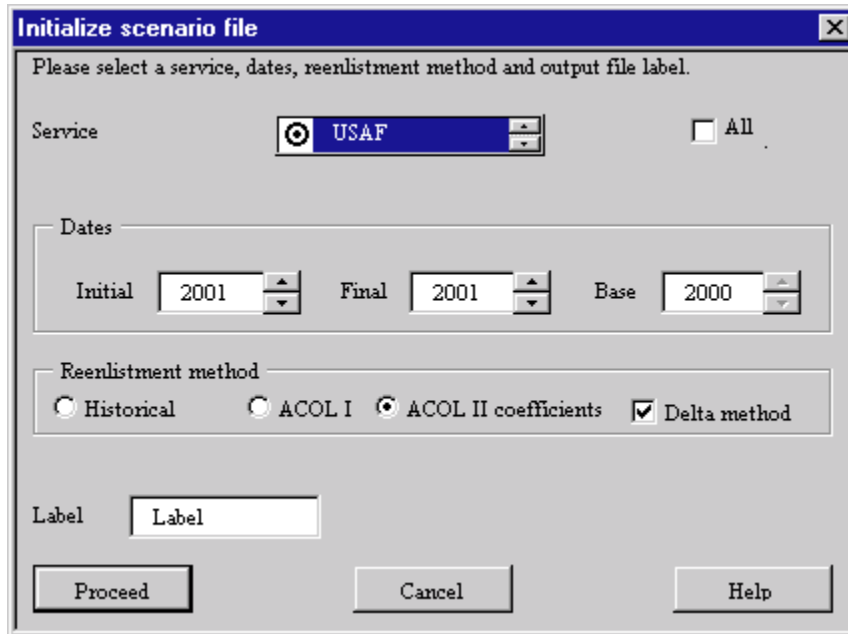 Initialize scenario file
Please select a service, dates, reenlistment method and output file label.
Service USAF All
Dates
Initial 2001 Final 2001 Base 2000
Reenlistment method
Historical ACOL I ACOL II coefficients Delta method
Label Label
Proceed Cancel Help